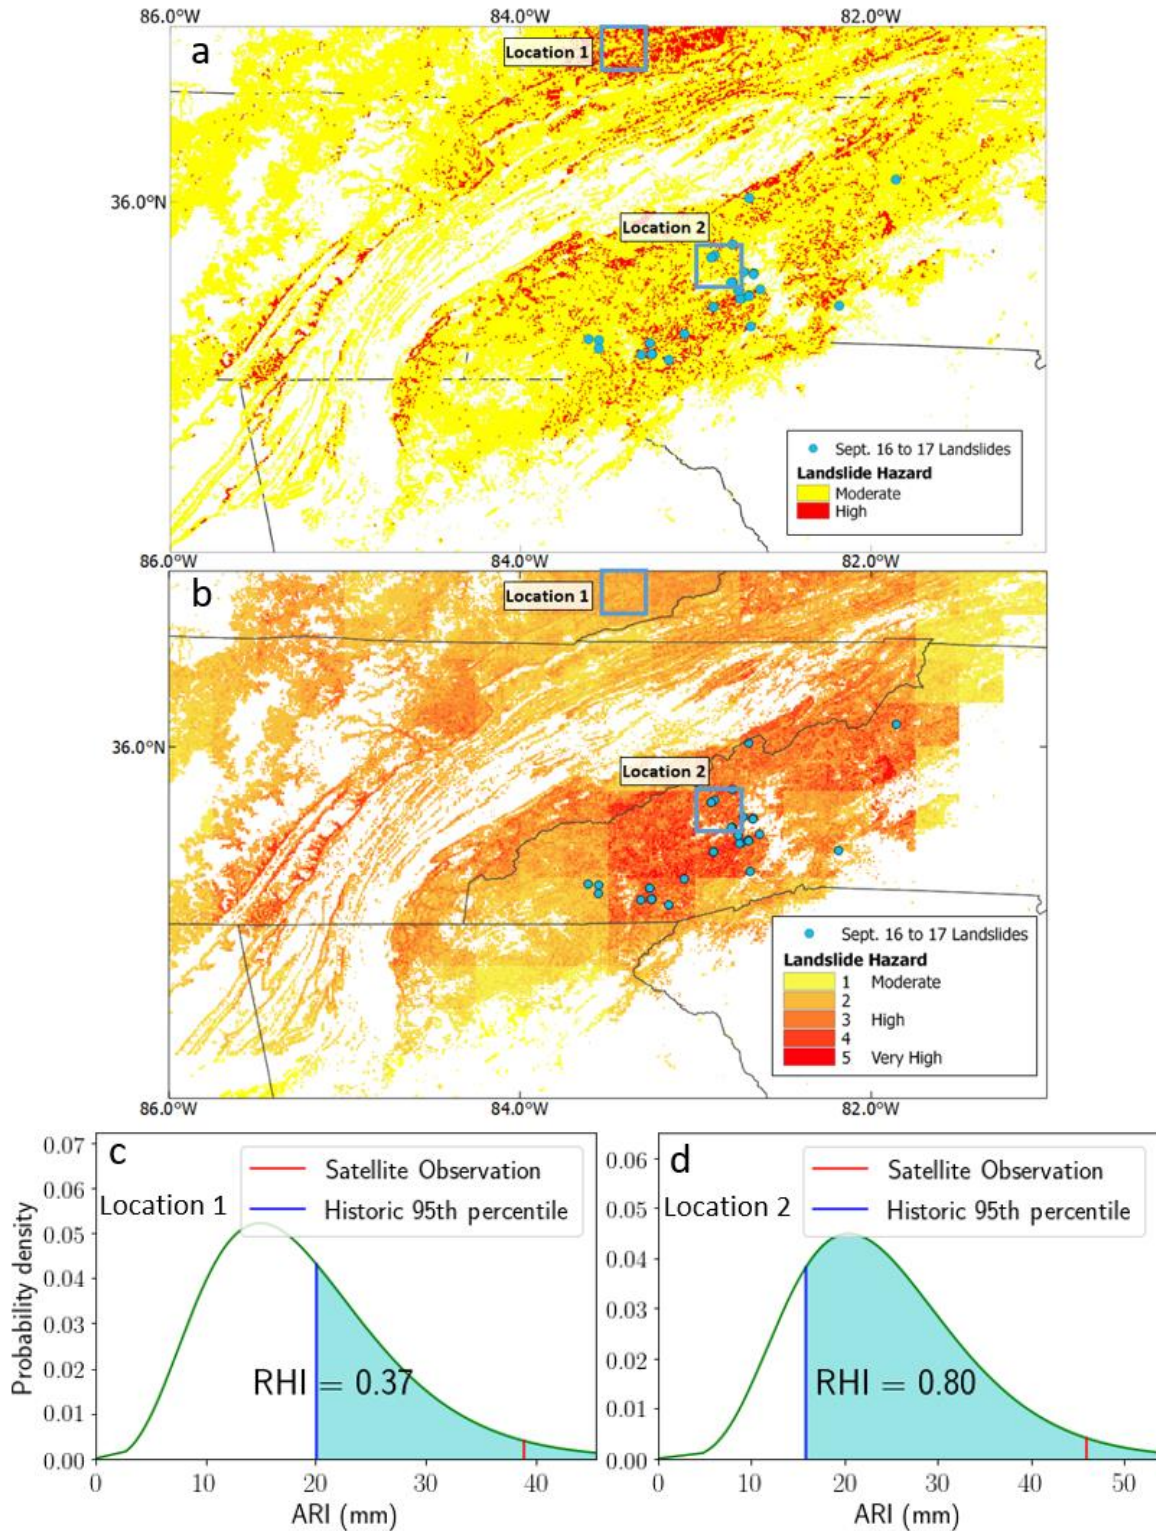 86.0°W 84.0°W 82.0°W
a
Location 1
36.0°N
Location 2
Sept. 16 to 17 Landslides
Landslide Hazard
Moderate
High
86.0°W 84.0°W 82.0°W
b
Location 1
36.0°N
Location 2
Sept. 16 to 17 Landslides
Landslide Hazard
1 Moderate
2
3 High
4
5 Very High
86.0°W 84.0°W 82.0°W
c
Location 1
Satellite Observation
Historic 95th percentile
Probability density
0.07
0.06
0.05
0.04
0.03
0.02
0.01
0.00
RHI = 0.37
0 10 20 30 40
ARI (mm)
d
Location 2
Satellite Observation
Historic 95th percentile
0.06
0.05
0.04
0.03
0.02
0.01
0.00
RHI = 0.80
0 10 20 30 40 50
ARI (mm)